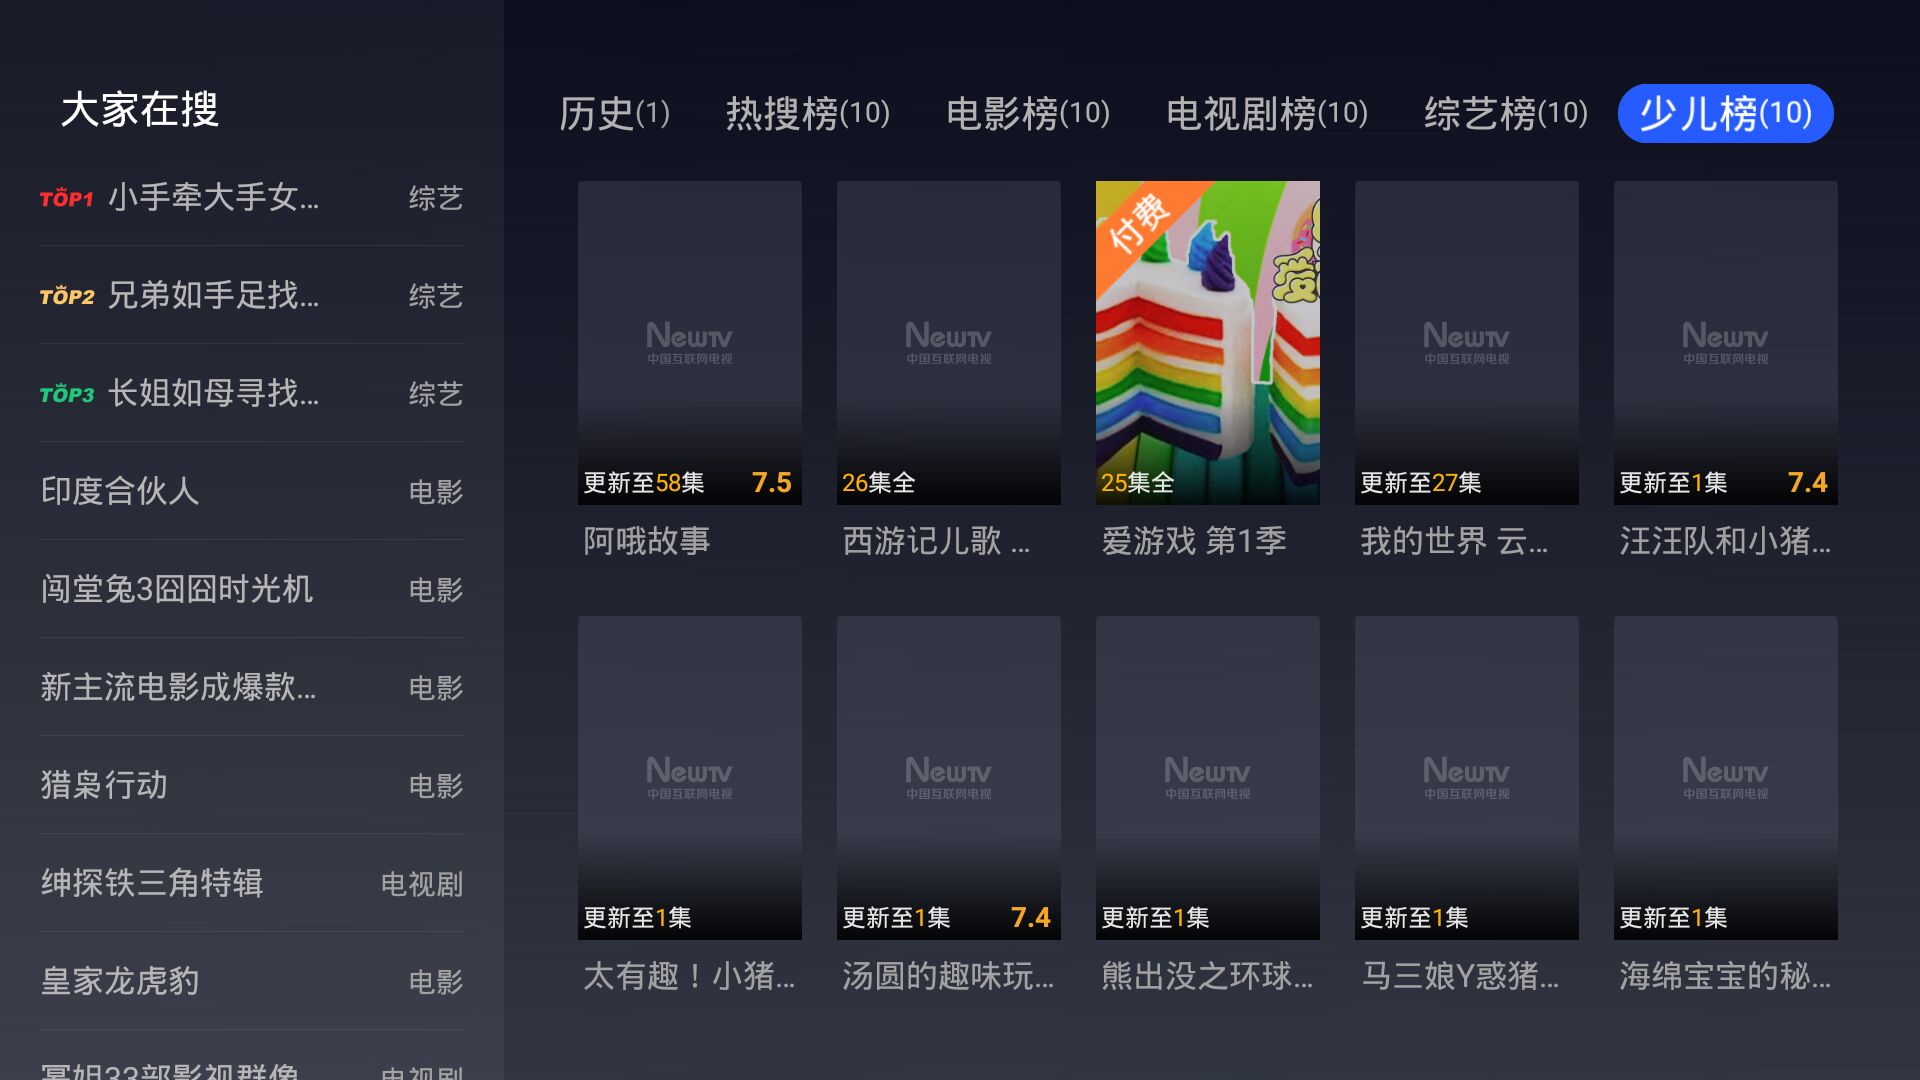 大家在搜
TOP1 小手牵大手女... 综艺
TOP2 兄弟如手足找... 综艺
TOP3 长姐如母寻找... 综艺
印度合伙人 电影
闯堂兔3囧囧时光机 电影
新主流电影成爆款... 电影
猎枭行动 电影
绅探铁三角特辑 电视剧
皇家龙虎豹 电影
幂姐33部影视群像 电视剧
历史(1) 热搜榜(10) 电影榜(10) 电视剧榜(10) 综艺榜(10) 少儿榜(10)
NewTV
中国互联网电视
更新至58集 7.5
阿哦故事
NewTV
中国互联网电视
26集全
西游记儿歌 ...
付费
爱
25集全
爱游戏 第1季
NewTV
中国互联网电视
更新至27集
我的世界 云...
NewTV
中国互联网电视
更新至1集 7.4
汪汪队和小猪...
NewTV
中国互联网电视
更新至1集
太有趣！小猪...
NewTV
中国互联网电视
更新至1集 7.4
汤圆的趣味玩...
NewTV
中国互联网电视
更新至1集
熊出没之环球...
NewTV
中国互联网电视
更新至1集
马三娘Y惑猪...
NewTV
中国互联网电视
更新至1集
海绵宝宝的秘...